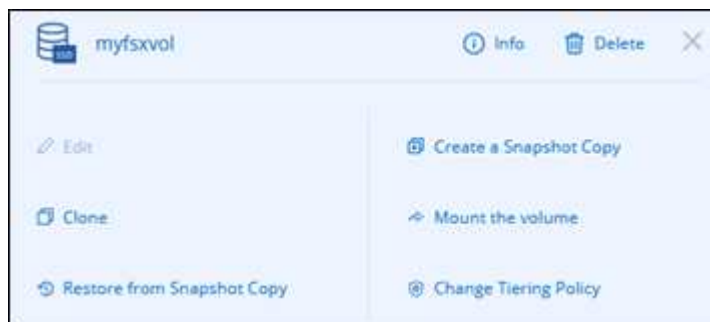 myfsxvol
Info
Delete
Edit
Create a Snapshot Copy
Clone
Mount the volume
Restore from Snapshot Copy
Change Tiering Policy